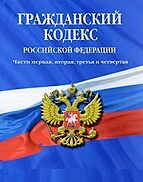 ГРАЖДАНСКИЙ
КОДЕКС
РОССИЙСКОЙ ФЕДЕРАЦИИ
Части первая, вторая, третья и четвертая